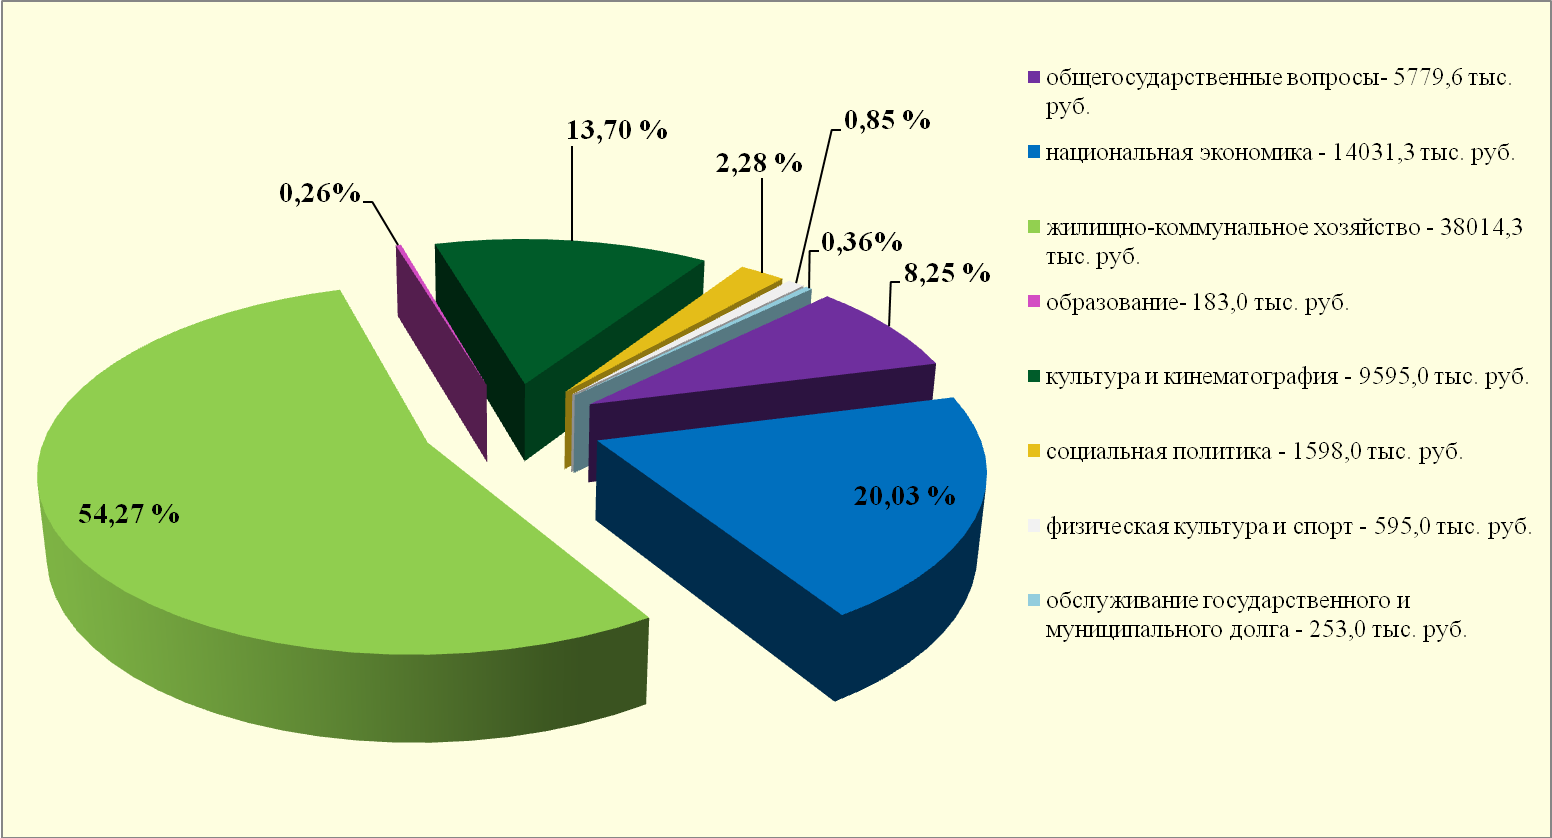 13,70 %
0,85 %
2,28 %
0,26%
0,36%
8,25 %
20,03 %
54,27 %
общегосударственные вопросы- 5779,6 тыс.
руб.
национальная экономика - 14031,3 тыс. руб.
жилищно-коммунальное хозяйство - 38014,3
тыс. руб.
образование- 183,0 тыс. руб.
культура и кинематография - 9595,0 тыс. руб.
социальная политика - 1598,0 тыс. руб.
физическая культура и спорт - 595,0 тыс. руб.
обслуживание государственного и
муниципального долга - 253,0 тыс. руб.